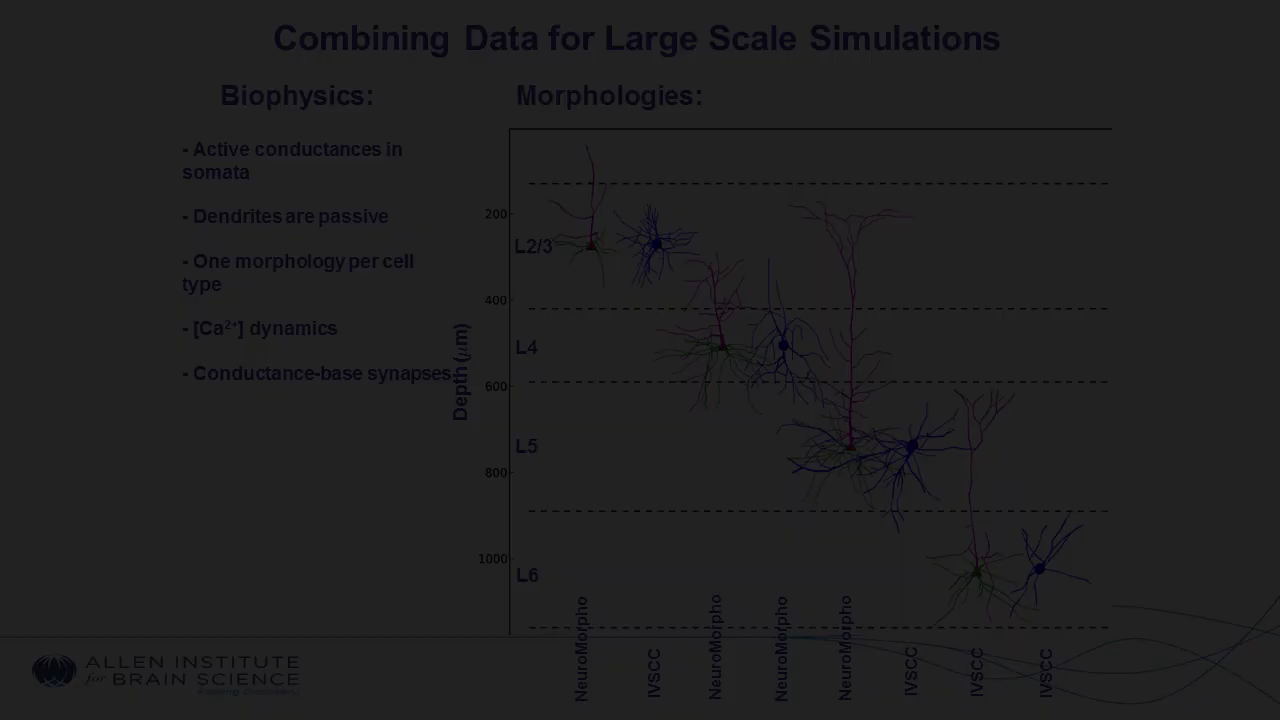 Combining Data for Large Scale Simulations
Biophysics:
- Active conductances in
somata
- Dendrites are passive
- One morphology per cell
type
- [Ca2+] dynamics
- Conductance-base synapses
Morphologies:
Depth (μm)
200
400
600
800
1000
L2/3
L4
L5
L6
NeuroMorpho
IVSCC
NeuroMorpho
NeuroMorpho
NeuroMorpho
IVSCC
IVSCC
IVSCC
ALLEN INSTITUTE
for BRAIN SCIENCE
Fueling Discovery